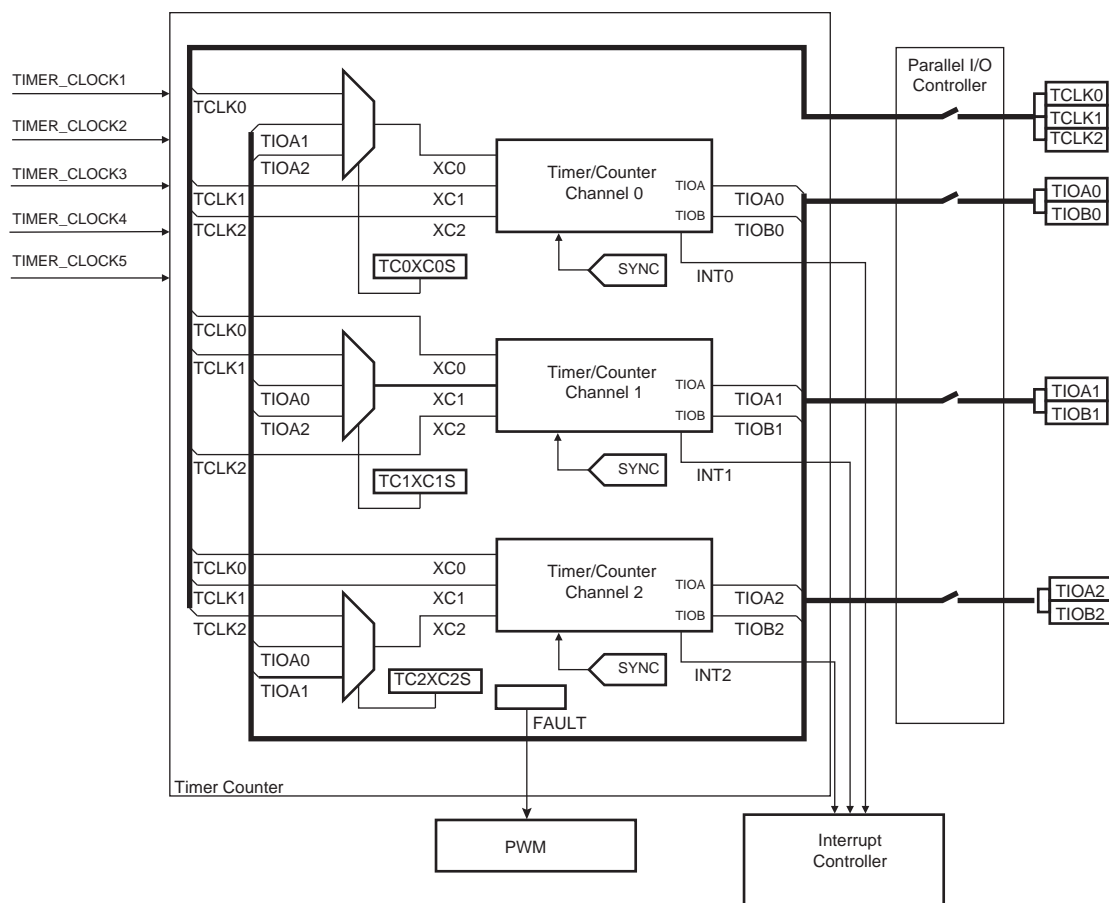 TIMER_CLOCK1
TIMER_CLOCK2
TIMER_CLOCK3
TIMER_CLOCK4
TIMER_CLOCK5
TCLK0
TIOA1
TIOA2
TCLK1
TCLK2
XC0
XC1
XC2
TC0XC0S
Timer/Counter
Channel 0
TIOA
TIOB
TIOA0
TIOB0
SYNC
INT0
TCLK0
TCLK1
TIOA0
TIOA2
TCLK2
XC0
XC1
XC2
TC1XC1S
Timer/Counter
Channel 1
TIOA
TIOB
TIOA1
TIOB1
SYNC
INT1
TCLK0
TCLK1
TCLK2
TIOA0
TIOA1
XC0
XC1
XC2
TC2XC2S
Timer/Counter
Channel 2
TIOA
TIOB
TIOA2
TIOB2
SYNC
INT2
FAULT
Timer Counter
Parallel I/O
Controller
TCLK0
TCLK1
TCLK2
TIOA0
TIOB0
TIOA1
TIOB1
TIOA2
TIOB2
PWM
Interrupt
Controller